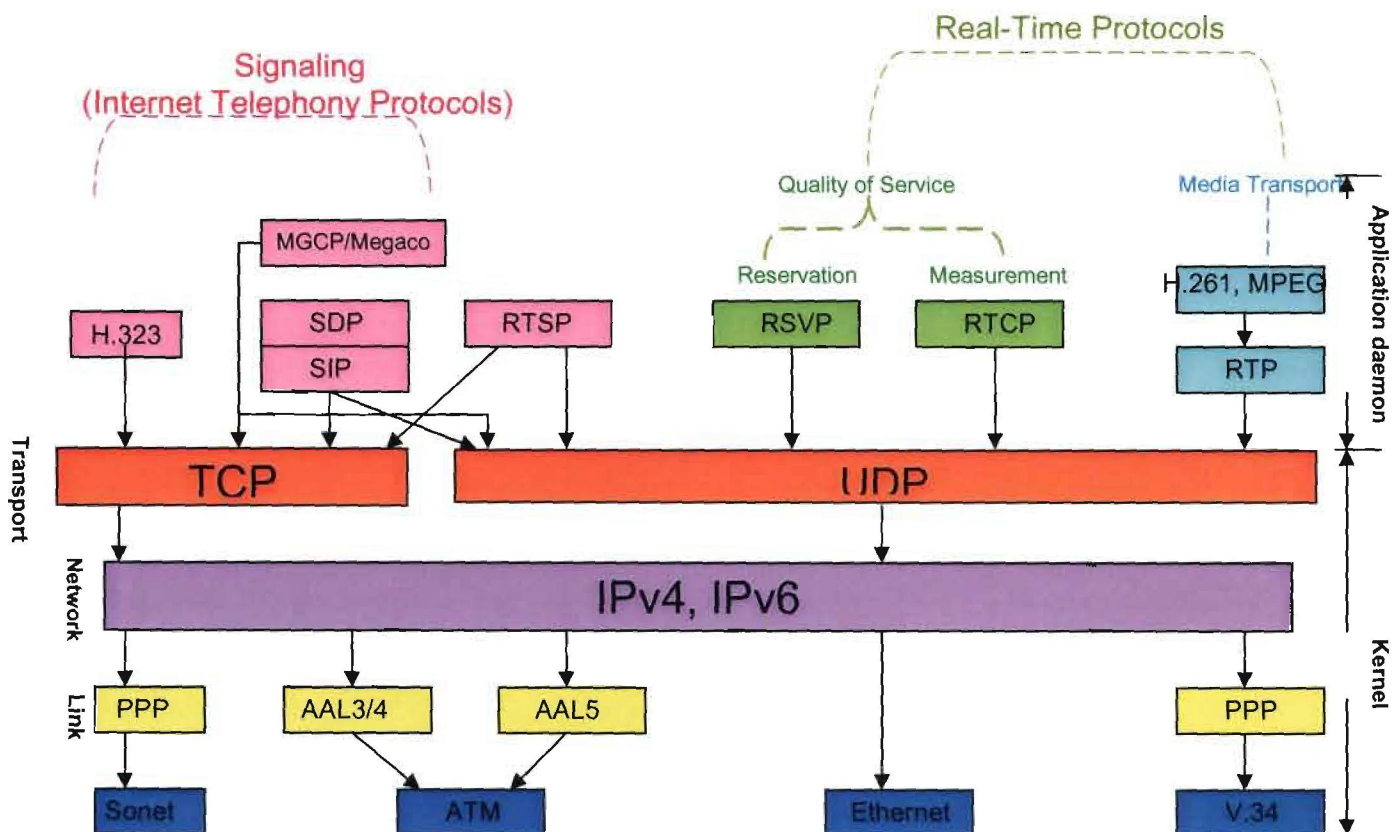 Real-Time Protocols
Signaling
(Internet Telephony Protocols)
Quality of Service
Media Transport
MGCP/Megaco
Reservation
Measurement
H.261, MPEG
H.323
SDP
SIP
RTSP
RSVP
RTCP
RTP
Application daemon
TCP
UDP
Transport
IPv4, IPv6
Network
Kernel
Link
PPP
AAL3/4
AAL5
PPP
Sonet
ATM
Ethernet
V.34